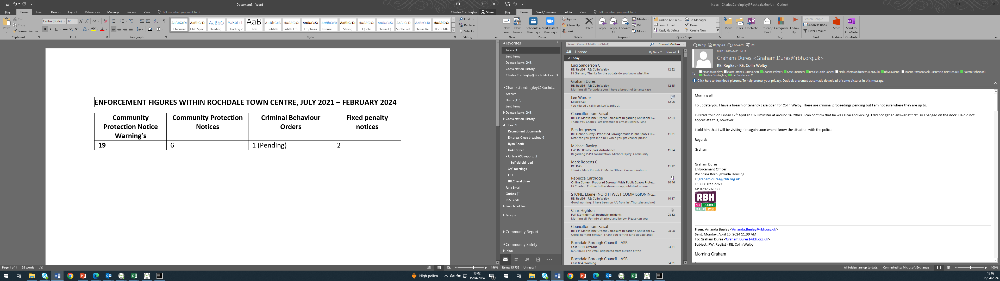 Document3 - Word
File Home Insert Design Layout References Mailings Review View Tell me what you want to do... Charles Cordingley Share
Paste
Cut
Copy
Format Painter
Clipboard
Calibri (Body) 12
Font
Paragraph
AaBbCcDc AaBbCcDc AaBbCc AaBbCcC AaB AaBbCcC AaBbCcDc AaBbCcDc AaBbCcDc AaBbCcDc AaBbCcDc AaBbCcDc AABBCCDC AABBCCDC AaBbCcDc
¶ Normal ¶ No Spac... Heading 1 Heading 2 Title Subtitle Subtle Em... Emphasis Intense E... Strong Quote Intense Q... Subtle Ref... Intense Re... Book Title
Styles
Find
Replace
Select
Editing
ENFORCEMENT FIGURES WITHIN ROCHDALE TOWN CENTRE, JULY 2021 – FEBRUARY 2024
Community Protection Notice Warning’s
Community Protection Notices
Criminal Behaviour Orders
Fixed penalty notices
19 6 1 (Pending) 2
Page 1 of 1 28 words 196%
High pollen
13:02
15/04/2024
Inbox - Charles.Cordingley@Rochdale.Gov.UK - Outlook
File Home Send / Receive Folder View Tell me what you want to do...
New Email
New Items
New
Schedule a Meeting
Start Instant Meeting
Zoom
Ignore
Clean Up
Junk
Delete
Delete
Reply
Reply All
Forward
Meeting
IM
More
Respond
Online ASB rep...
Team Email
Reply & Delete
To Manager
Done
Create New
Quick Steps
Move
Rules
OneNote
Move
Unread/ Read
Categorize
Follow Up
Tags
Search People
Address Book
Filter Email
Find
Store
Add-ins
Send to OneNote
OneNote
Favorites
Inbox 1
Sent Items
Deleted Items 248
Conversation History
Charles.Cordingley@Rochdale.Gov.UK
Charles.Cordingley@Rochd...
Archive
Drafts [115]
Sent Items
Deleted Items 248
Conversation History
Inbox 1
Recruitment documents
Empress Close breaches 9
Ryan Booth
Duke Street
Online ASB reports 2
Belfield old road
JAG meetings
FIO
BTEC level three
Junk Email
Outbox [1]
RSS Feeds
Search Folders
Groups
Community Report
Community Safety
Inbox
Search Current Mailbox (Ctrl+E) Current Mailbox
All Unread By Date Newest
Today
Luci Sanderson C
RE: RegExt - RE: Colin Welby 12:32
Hi Graham, Thanks for the update do you know what the
Graham Dures
RE: RegExt - RE: Colin Welby 12:15
Morning all To update you. I have a breach of tenancy case
Lee Wardle
Missed Call 12:06
You missed a call from Lee Wardle at
Councillor Iram Faisal
Re: 544 Martin lane Urgent Complaint Regarding Antisocial B... 12:04
Thank you Charles I am grateful for any assistance. Kind
Ben Jorgensen
RE: Online Survey - Proposed Borough Wide Public Spaces Pr... 11:31
Mate can you give me a bell when you get chance please
Michael Bayley
FW: Re: Bowlee park disturbance 11:24
Regarding PSPO consultation Michael Bayley Community
Mark Roberts C
RE: R-Kix 11:22
Thanks Mark Roberts C Media Officer Communications
Rebecca Cartridge
Online Survey - Proposed Borough Wide Public Spaces Protec... 10:46
Hi Charles, Further to the above survey published on our
STONE, Elaine (NORTH WEST COMMISSIONING...
RE: RegExt - RE: Colin Welby 10:17
Good morning, I have been on A/L from last Thursday and not
Chris Highton
FW: [Confidential] Rochdale Incidents 08:52
Morning all For info attached and below. Please can you
Councillor Iram Faisal
Re: 544 Martin lane Urgent Complaint Regarding Antisocial B... 08:08
Good morning Beriwan Thank you for this kind update and I
Rochdale Borough Council - ASB
Case 1018: Overdue 04:31
:CAUTION: This email originated from outside of the
Rochdale Borough Council - ASB
Case 834: Warning 04:31
Reply Reply All Forward IM
Mon 15/04/2024 12:15
Graham Dures <Graham.Dures@rbh.org.uk>
RE: RegExt - RE: Colin Welby
To Amanda Beeley; elaine.stone11@nhs.net; Leanne Palmer; Kate Spencer; Brooke Leigh Jones; Mark.Isherwood@petrus.org.uk; Rhys Dunne; joanne.tomaszewski1@turning-point.co.uk; Faizan Mahmood;
Charles Cordingley; Luci Sanderson C
Click here to download pictures. To help protect your privacy, Outlook prevented automatic download of some pictures in this message.
Morning all
To update you. I have a breach of tenancy case open for Colin Welby. There are criminal proceedings pending but I am not sure where they are up to.
I visited Colin on Friday 12th April at 192 Ilminster at around 16.20hrs. I can confirm that he was alive and kicking. I did not get an answer at first, so I banged on the door. He did not
appreciate this, however.
I told him that I will be visiting him again soon when I know the situation with the police.
Regards
Graham
Graham Dures
Enforcement Officer
Rochdale Boroughwide Housing
E: graham.dures@rbh.org.uk
T: 0800 027 7769
M: 07976070986
RBH
ALL TOGETHER
BETTER LIVING
From: Amanda Beeley <Amanda.Beeley@rbh.org.uk>
Sent: Monday, April 15, 2024 11:39 AM
To: Graham Dures <Graham.Dures@rbh.org.uk>
Subject: FW: RegExt - RE: Colin Welby
Morning Graham
Items: 15,733 Unread: 1 All folders are up to date. Connected to: Microsoft Exchange 100%
13:02
15/04/2024